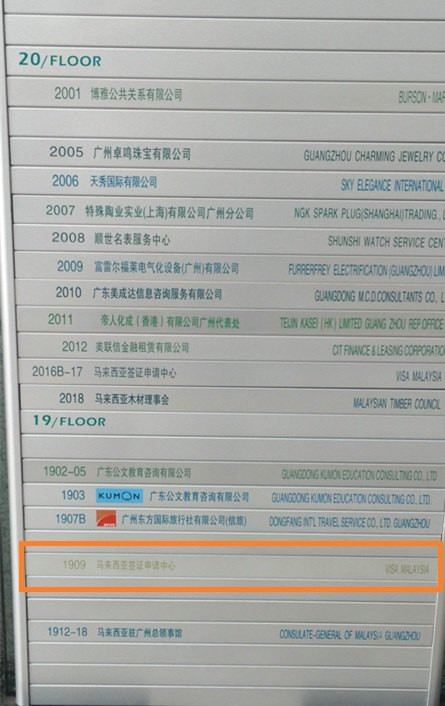 20/FLOOR
2001 博雅公共关系有限公司 BURSON-MAR
2005 广州卓鸣珠宝有限公司 GUANGZHOU CHARMING JEWELRY CO
2006 天秀国际有限公司 SKY ELEGANCE INTERNATIONAL
2007 特殊陶业实业(上海)有限公司广州分公司 NGK SPARK PLUG(SHANGHAI)TRADING., L
2008 顺世名表服务中心 SHUNSHI WATCH SERVICE CEN
2009 富雷尔福莱电气化设备(广州)有限公司 FURRERFREY ELECTRIFICATION (GUANGZHOU) LIM
2010 广东美成达信息咨询服务有限公司 GUANGDONG M.C.D.CONSULTANTS CO., L
2011 帝人化成（香港）有限公司广州代表处 TEIJIN KASEI (HK) LIMITED GUANG ZHOU REP.OFFICE
2012 美联信金融租赁有限公司 CIT FINANCE & LEASING CORPORATIO
2016B-17 马来西亚签证申请中心 VISA MALAYSIA
2018 马来西亚木材理事会 MALAYSIAN TIMBER COUNCIL
19/FLOOR
1902-05 广东公文教育咨询有限公司 GUANGDONG KUMON EDUCATION CONSULTING CO., LTD
1903 KUMON 广东公文教育咨询有限公司 GUANGDONG KUMON EDUCATION CONSULTING CO., LTD.
1907B 广州东方国际旅行社有限公司(信旅) DONGFANG INT'L TRAVEL SERVICE CO., LTD. GUANGZHOU
1909 马来西亚签证申请中心 VISA MALAYSIA
1912-18 马来西亚驻广州总领事馆 CONSULATE-GENERAL OF MALAYSIA GUANGZHOU